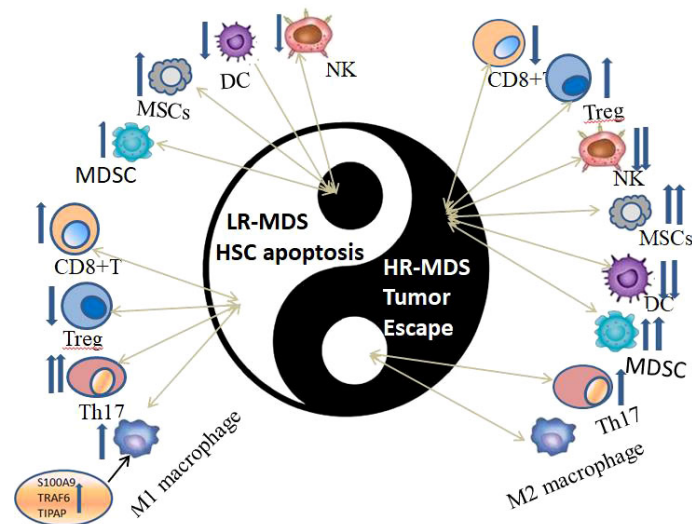 NK
DC
MSCs
MDSC
CD8+T
Treg
Th17
M1 macrophage
S100A9
TRAF6
TIPAP
LR-MDS
HSC apoptosis
HR-MDS
Tumor
Escape
CD8+T
Treg
NK
MSCs
DC
MDSC
Th17
M2 macrophage